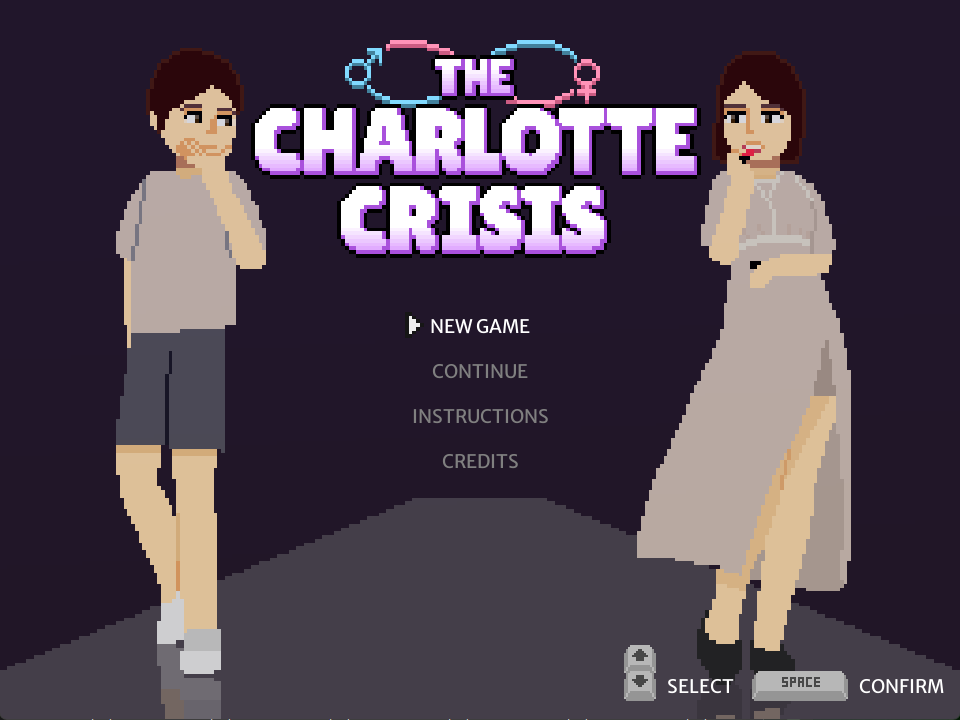 THE
CHARLOTTE
CRISIS
NEW GAME
CONTINUE
INSTRUCTIONS
CREDITS
SELECT SPACE CONFIRM